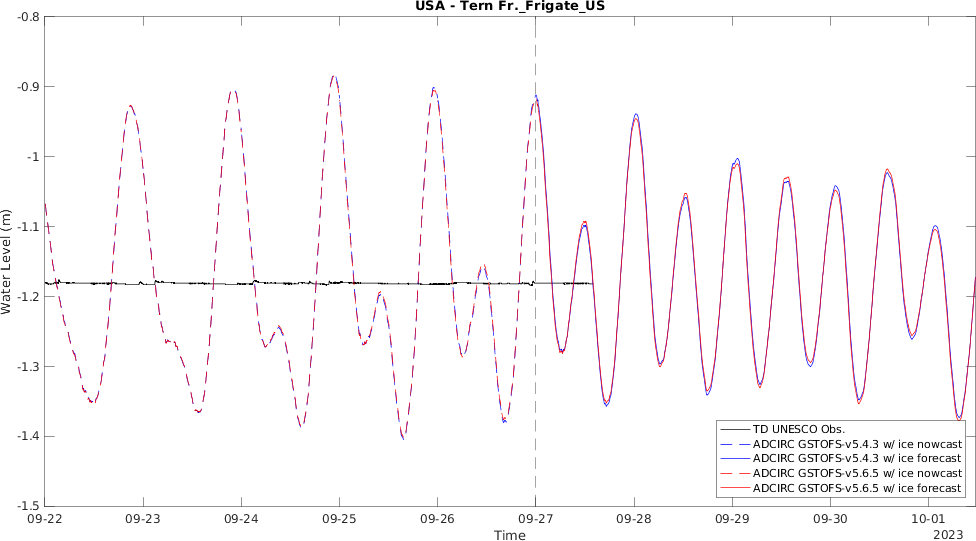 USA - Tern Fr._Frigate_US
-0.8
-0.9
-1
-1.1
-1.2
-1.3
-1.4
-1.5
Water Level (m)
TD UNESCO Obs.
ADCIRC GSTOFS-v5.4.3 w/ ice nowcast
ADCIRC GSTOFS-v5.4.3 w/ ice forecast
ADCIRC GSTOFS-v5.6.5 w/ ice nowcast
ADCIRC GSTOFS-v5.6.5 w/ ice forecast
09-22 09-23 09-24 09-25 09-26 09-27 09-28 09-29 09-30 10-01
Time
2023